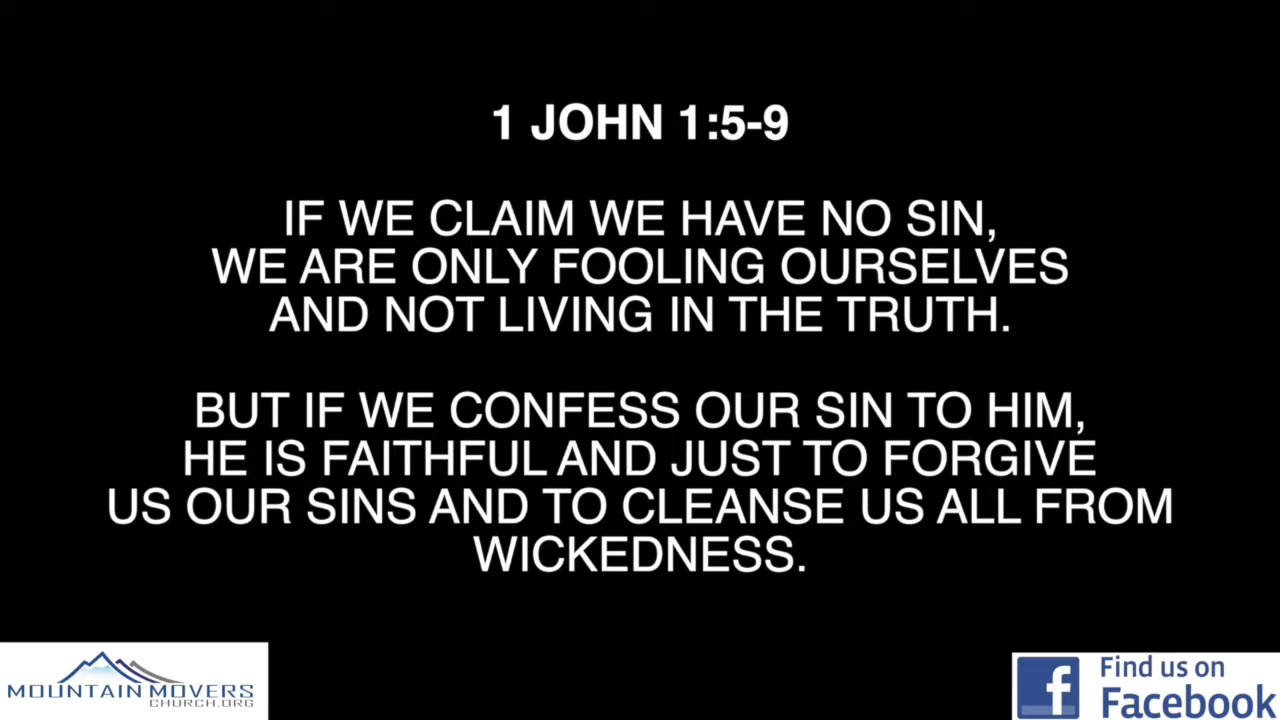 1 JOHN 1:5-9
IF WE CLAIM WE HAVE NO SIN,
WE ARE ONLY FOOLING OURSELVES
AND NOT LIVING IN THE TRUTH.
BUT IF WE CONFESS OUR SIN TO HIM,
HE IS FAITHFUL AND JUST TO FORGIVE
US OUR SINS AND TO CLEANSE US ALL FROM
WICKEDNESS.
MOUNTAIN MOVERS
CHURCH.ORG
f
Find us on
Facebook